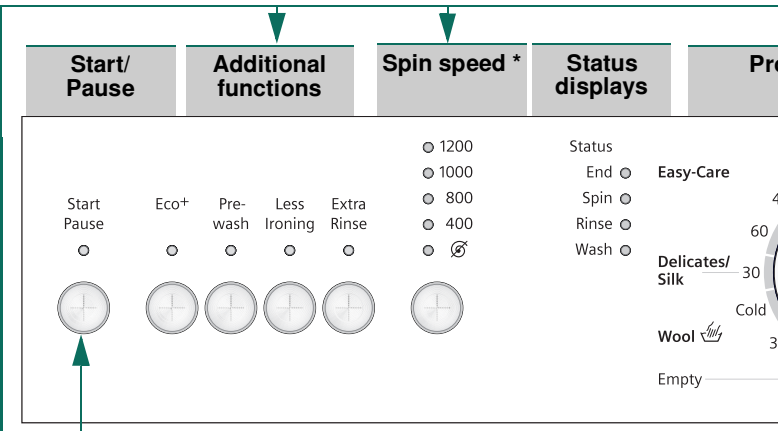 Start/
Pause
Additional
functions
Spin speed *
Status
displays
Start
Pause
Eco+
Pre-
wash
Less
Ironing
Extra
Rinse
1200
1000
800
400
Status
End
Spin
Rinse
Wash
Easy-Care
60
Delicates/
Silk
30
Cold
Wool
Empty